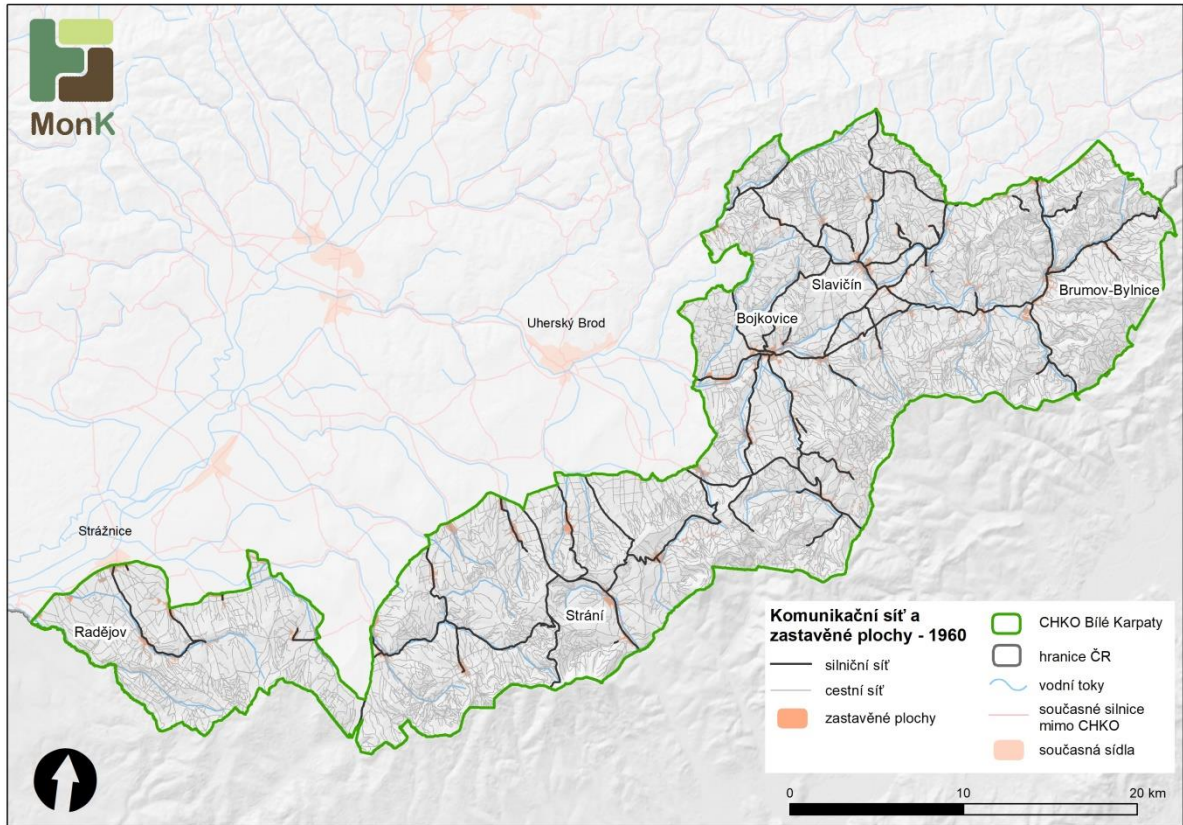 MonK
Slavičín
Brumov-Bylnice
Uherský Brod
Bojkovice
Strážnice
Radějov
Strání
Komunikační síť a
zastavěné plochy - 1960
silniční síť
cestní síť
zastavěné plochy
CHKO Bílé Karpaty
hranice ČR
vodní toky
současné silnice
mimo CHKO
současná sídla
0 10 20 km